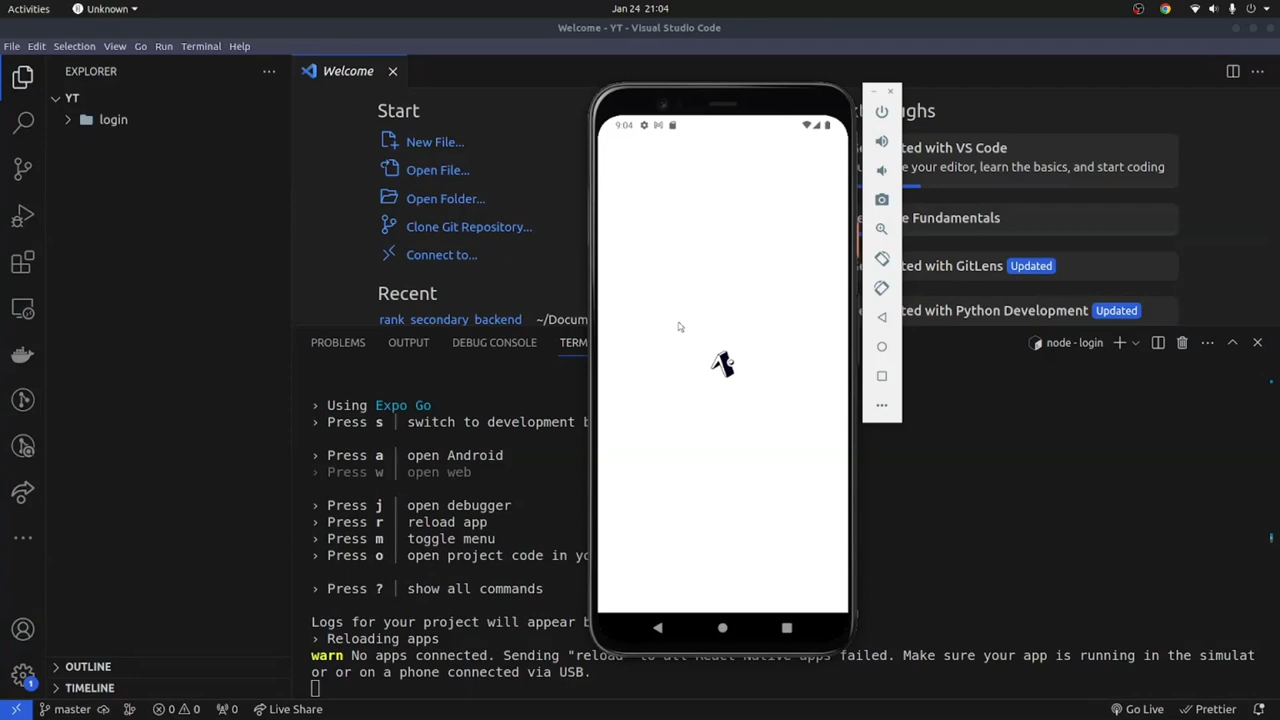 Activities
Unknown
Jan 24 21:04
Welcome - YT - Visual Studio Code
File Edit Selection View Go Run Terminal Help
EXPLORER
Welcome
YT
login
Start
New File...
Open File...
Open Folder...
Clone Git Repository...
Connect to...
Recent
rank_secondary_backend ~/Docum
9:04
with VS Code
your editor, learn the basics, and start coding
Fundamentals
with GitLens Updated
with Python Development Updated
PROBLEMS OUTPUT DEBUG CONSOLE TERM
node - login
› Using Expo Go
› Press s │ switch to development b
› Press a │ open Android
› Press w │ open web
› Press j │ open debugger
› Press r │ reload app
› Press m │ toggle menu
› Press o │ open project code in yo
› Press ? │ show all commands
Logs for your project will appear b
› Reloading apps
warn No apps connected. Sending "reload" to all React Native apps failed. Make sure your app is running in the simulat
or or on a phone connected via USB.
OUTLINE
TIMELINE
1
master 0 0 0 Live Share Go Live Prettier